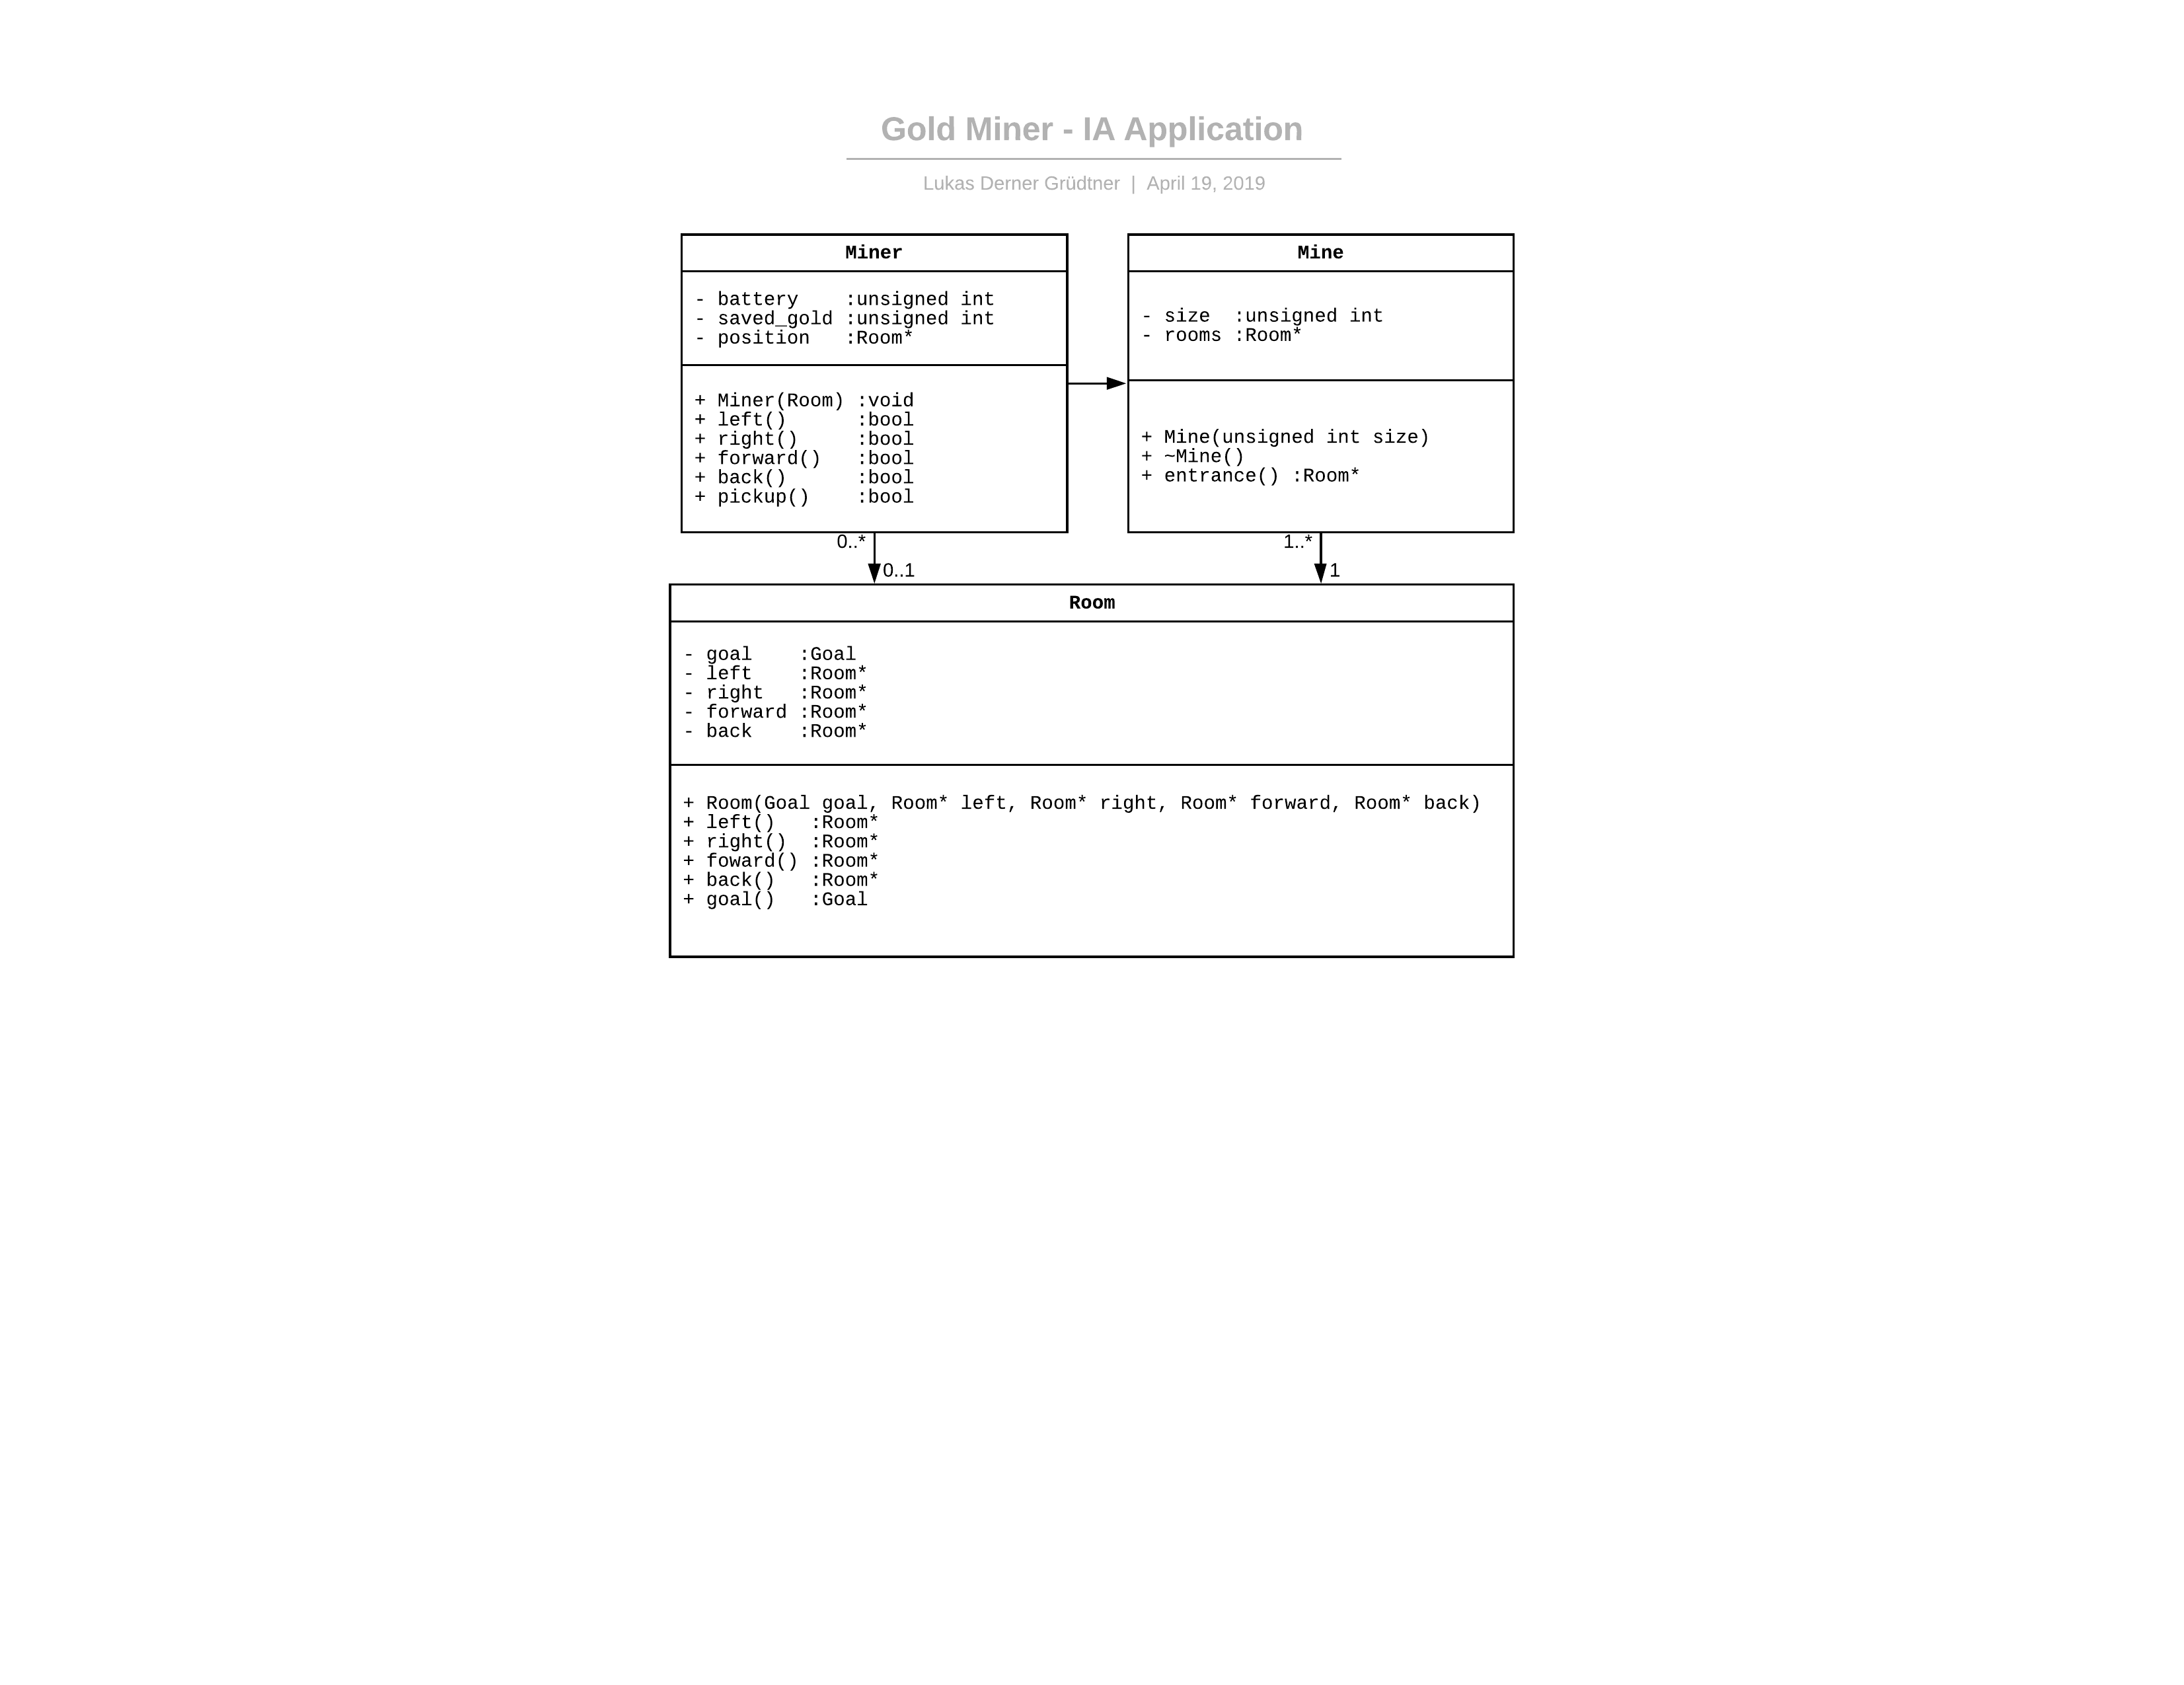 Gold Miner - IA Application
Lukas Derner Grüdtner | April 19, 2019
Miner
- battery    :unsigned int
- saved_gold :unsigned int
- position   :Room*
+ Miner(Room) :void
+ left()      :bool
+ right()     :bool
+ forward()   :bool
+ back()      :bool
+ pickup()    :bool
Mine
- size  :unsigned int
- rooms :Room*
+ Mine(unsigned int size)
+ ~Mine()
+ entrance() :Room*
0..*
0..1
1..*
1
Room
- goal    :Goal
- left    :Room*
- right   :Room*
- forward :Room*
- back    :Room*
+ Room(Goal goal, Room* left, Room* right, Room* forward, Room* back)
+ left()   :Room*
+ right()  :Room*
+ foward() :Room*
+ back()   :Room*
+ goal()   :Goal